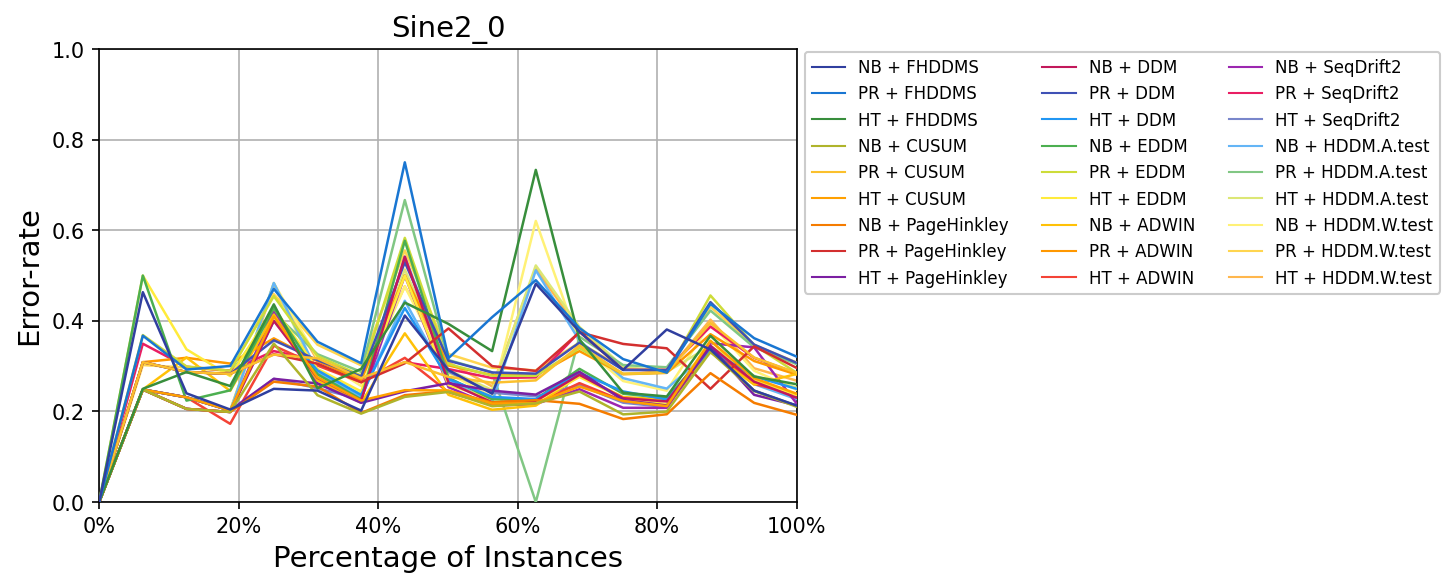 Sine2_0
1.0
0.8
0.6
0.4
0.2
0.0
Error-rate
0%
20%
40%
60%
80%
100%
Percentage of Instances
NB + FHDDMS
PR + FHDDMS
HT + FHDDMS
NB + CUSUM
PR + CUSUM
HT + CUSUM
NB + PageHinkley
PR + PageHinkley
HT + PageHinkley
NB + DDM
PR + DDM
HT + DDM
NB + EDDM
PR + EDDM
HT + EDDM
NB + ADWIN
PR + ADWIN
HT + ADWIN
NB + SeqDrift2
PR + SeqDrift2
HT + SeqDrift2
NB + HDDM.A.test
PR + HDDM.A.test
HT + HDDM.A.test
NB + HDDM.W.test
PR + HDDM.W.test
HT + HDDM.W.test